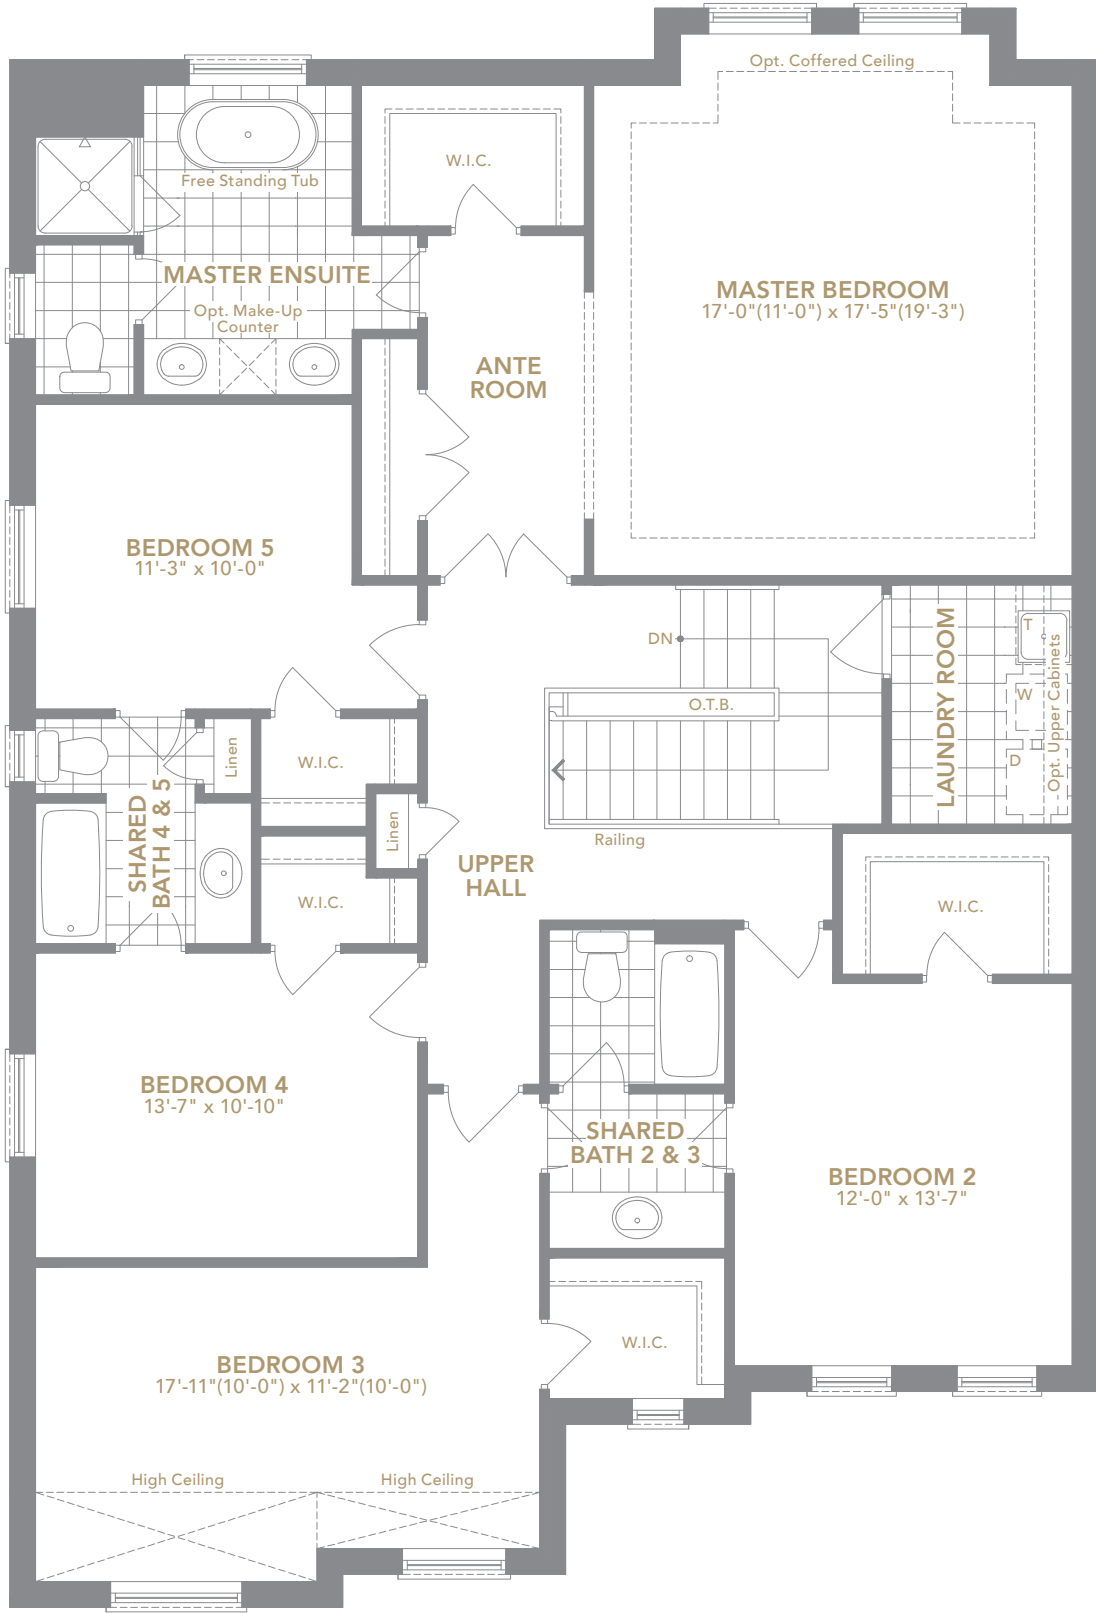 Opt. Coffered Ceiling
W.I.C.
Free Standing Tub
MASTER ENSUITE
Opt. Make-Up
Counter
MASTER BEDROOM
17'-0"(11'-0") x 17'-5"(19'-3")
ANTE
ROOM
BEDROOM 5
11'-3" x 10'-0"
DN
O.T.B.
LAUNDRY ROOM
T
W
D
Opt. Upper Cabinets
Linen
W.I.C.
SHARED
BATH 4 & 5
Linen
Railing
UPPER
HALL
W.I.C.
W.I.C.
BEDROOM 4
13'-7" x 10'-10"
SHARED
BATH 2 & 3
BEDROOM 2
12'-0" x 13'-7"
W.I.C.
BEDROOM 3
17'-11"(10'-0") x 11'-2"(10'-0")
High Ceiling
High Ceiling